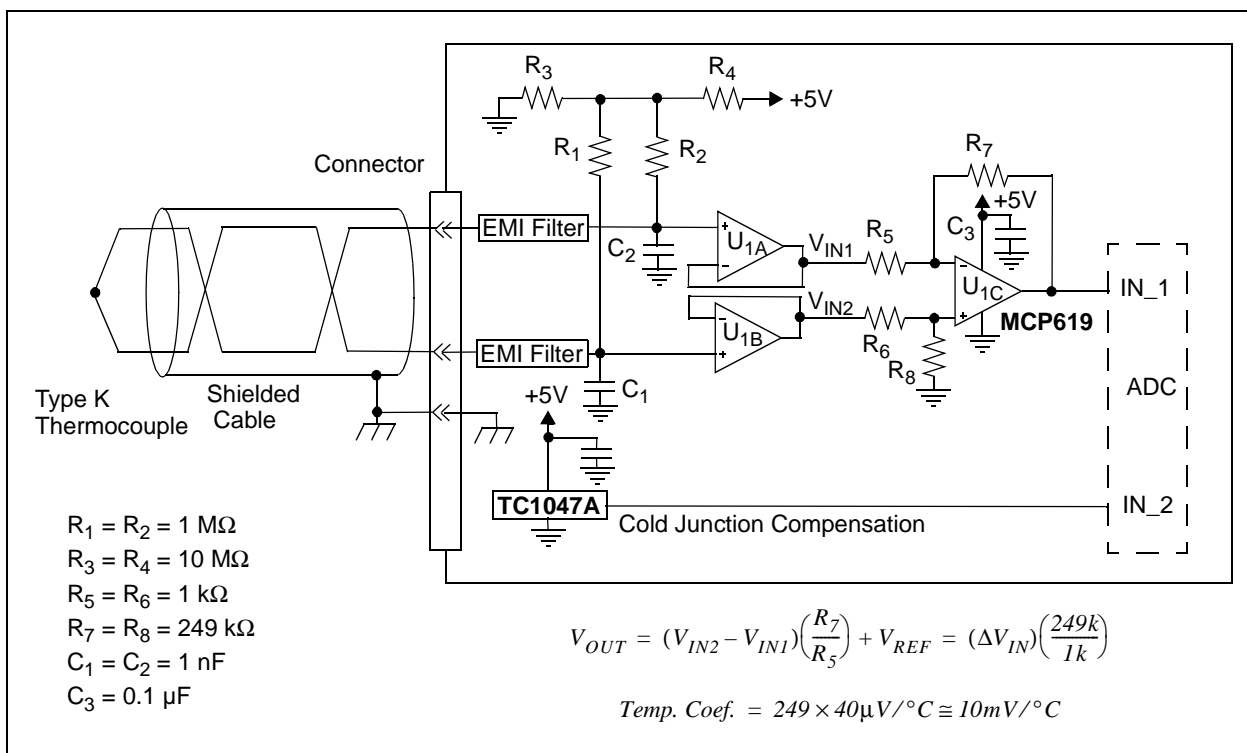 R3
R4
+5V
R1
R2
Connector
R7
+5V
EMI Filter
C2
+
U1A
-
VIN1
R5
C3
-
U1C
+
MCP619
IN_1
VIN2
-
U1B
+
R6
R8
EMI Filter
C1
ADC
Type K
Thermocouple
Shielded
Cable
+5V
TC1047A
Cold Junction Compensation
IN_2
R1 = R2 = 1 MΩ
R3 = R4 = 10 MΩ
R5 = R6 = 1 kΩ
R7 = R8 = 249 kΩ
C1 = C2 = 1 nF
C3 = 0.1 µF
VOUT = (VIN2 – VIN1)(R7/R5) + VREF = (ΔVIN)(249k/1k)
Temp. Coef. = 249 × 40µV/°C ≅ 10mV/°C